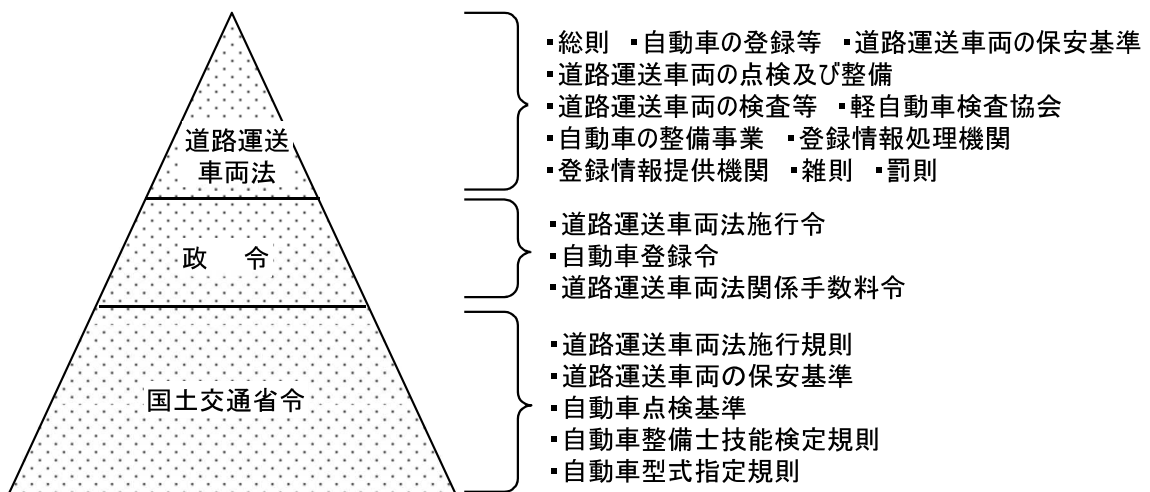 道路運送
車両法
・総則 ・自動車の登録等 ・道路運送車両の保安基準
・道路運送車両の点検及び整備
・道路運送車両の検査等 ・軽自動車検査協会
・自動車の整備事業 ・登録情報処理機関
・登録情報提供機関 ・雑則 ・罰則
政 令
・道路運送車両法施行令
・自動車登録令
・道路運送車両法関係手数料令
国土交通省令
・道路運送車両法施行規則
・道路運送車両の保安基準
・自動車点検基準
・自動車整備士技能検定規則
・自動車型式指定規則